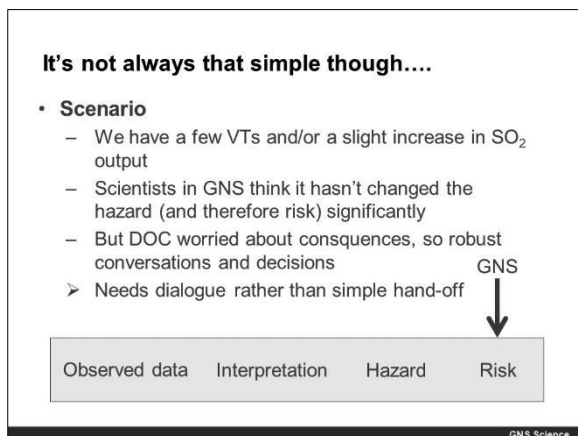 It's not always that simple though....
• Scenario
– We have a few VTs and/or a slight increase in SO₂
output
– Scientists in GNS think it hasn't changed the
hazard (and therefore risk) significantly
– But DOC worried about consquences, so robust
conversations and decisions
GNS
➢ Needs dialogue rather than simple hand-off
Observed data Interpretation Hazard Risk
GNS Science